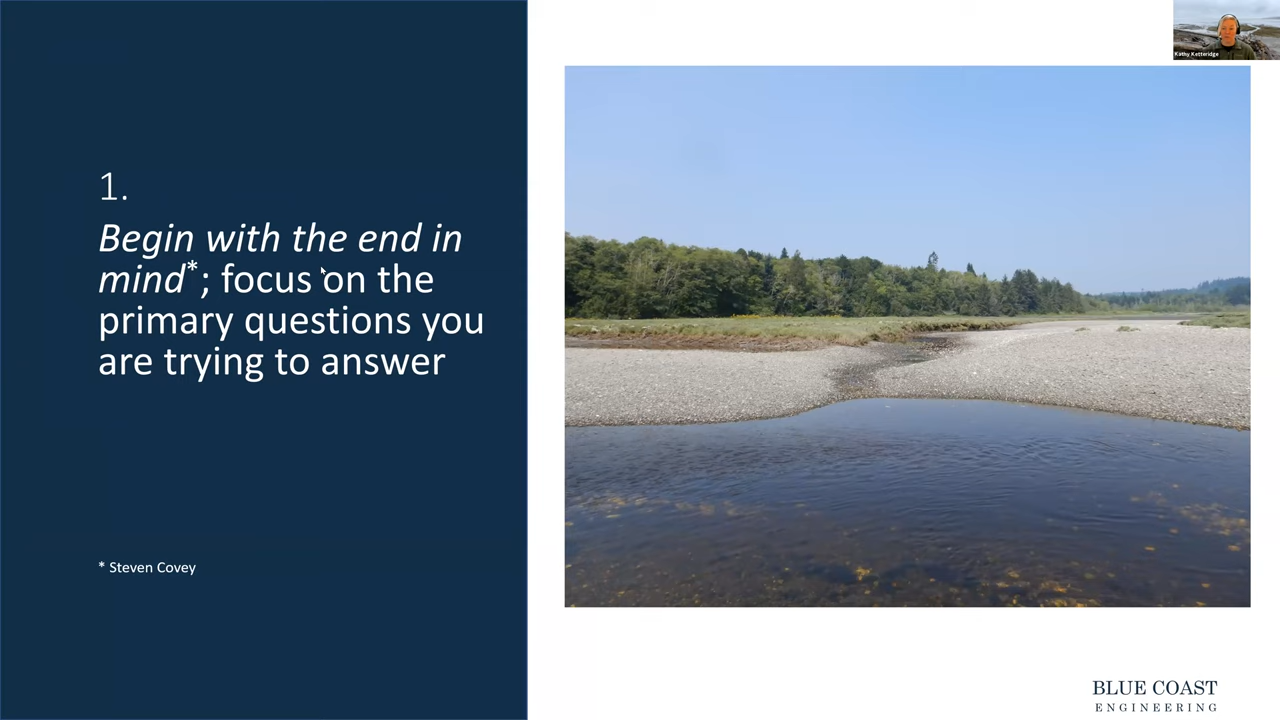 1.
Begin with the end in
mind*; focus on the
primary questions you
are trying to answer
* Steven Covey
Kathy Ketteridge
BLUE COAST
ENGINEERING